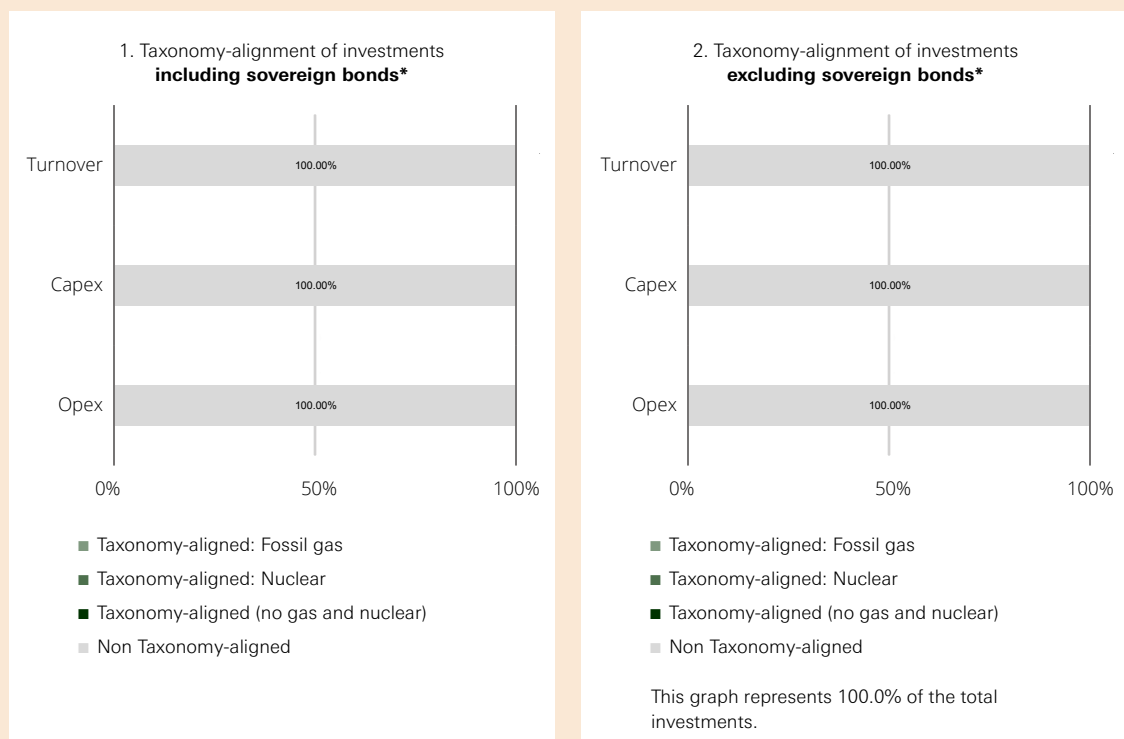 1. Taxonomy-alignment of investments
including sovereign bonds*
Turnover
100.00%
Capex
100.00%
Opex
100.00%
0%
50%
100%
Taxonomy-aligned: Fossil gas
Taxonomy-aligned: Nuclear
Taxonomy-aligned (no gas and nuclear)
Non Taxonomy-aligned
2. Taxonomy-alignment of investments
excluding sovereign bonds*
Turnover
100.00%
Capex
100.00%
Opex
100.00%
0%
50%
100%
Taxonomy-aligned: Fossil gas
Taxonomy-aligned: Nuclear
Taxonomy-aligned (no gas and nuclear)
Non Taxonomy-aligned
This graph represents 100.0% of the total
investments.